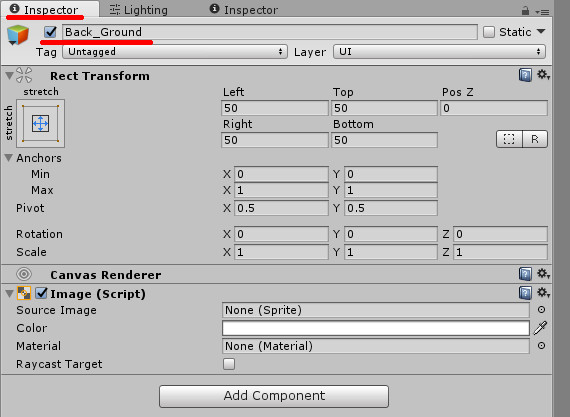 Inspector Lighting Inspector
Back_Ground Static
Tag Untagged Layer UI
Rect Transform
stretch Left Top Pos Z
stretch 50 50 0
Right Bottom
50 50 R
Anchors
Min X 0 Y 0
Max X 1 Y 1
Pivot X 0.5 Y 0.5
Rotation X 0 Y 0 Z 0
Scale X 1 Y 1 Z 1
Canvas Renderer
Image (Script)
Source Image None (Sprite)
Color
Material None (Material)
Raycast Target
Add Component